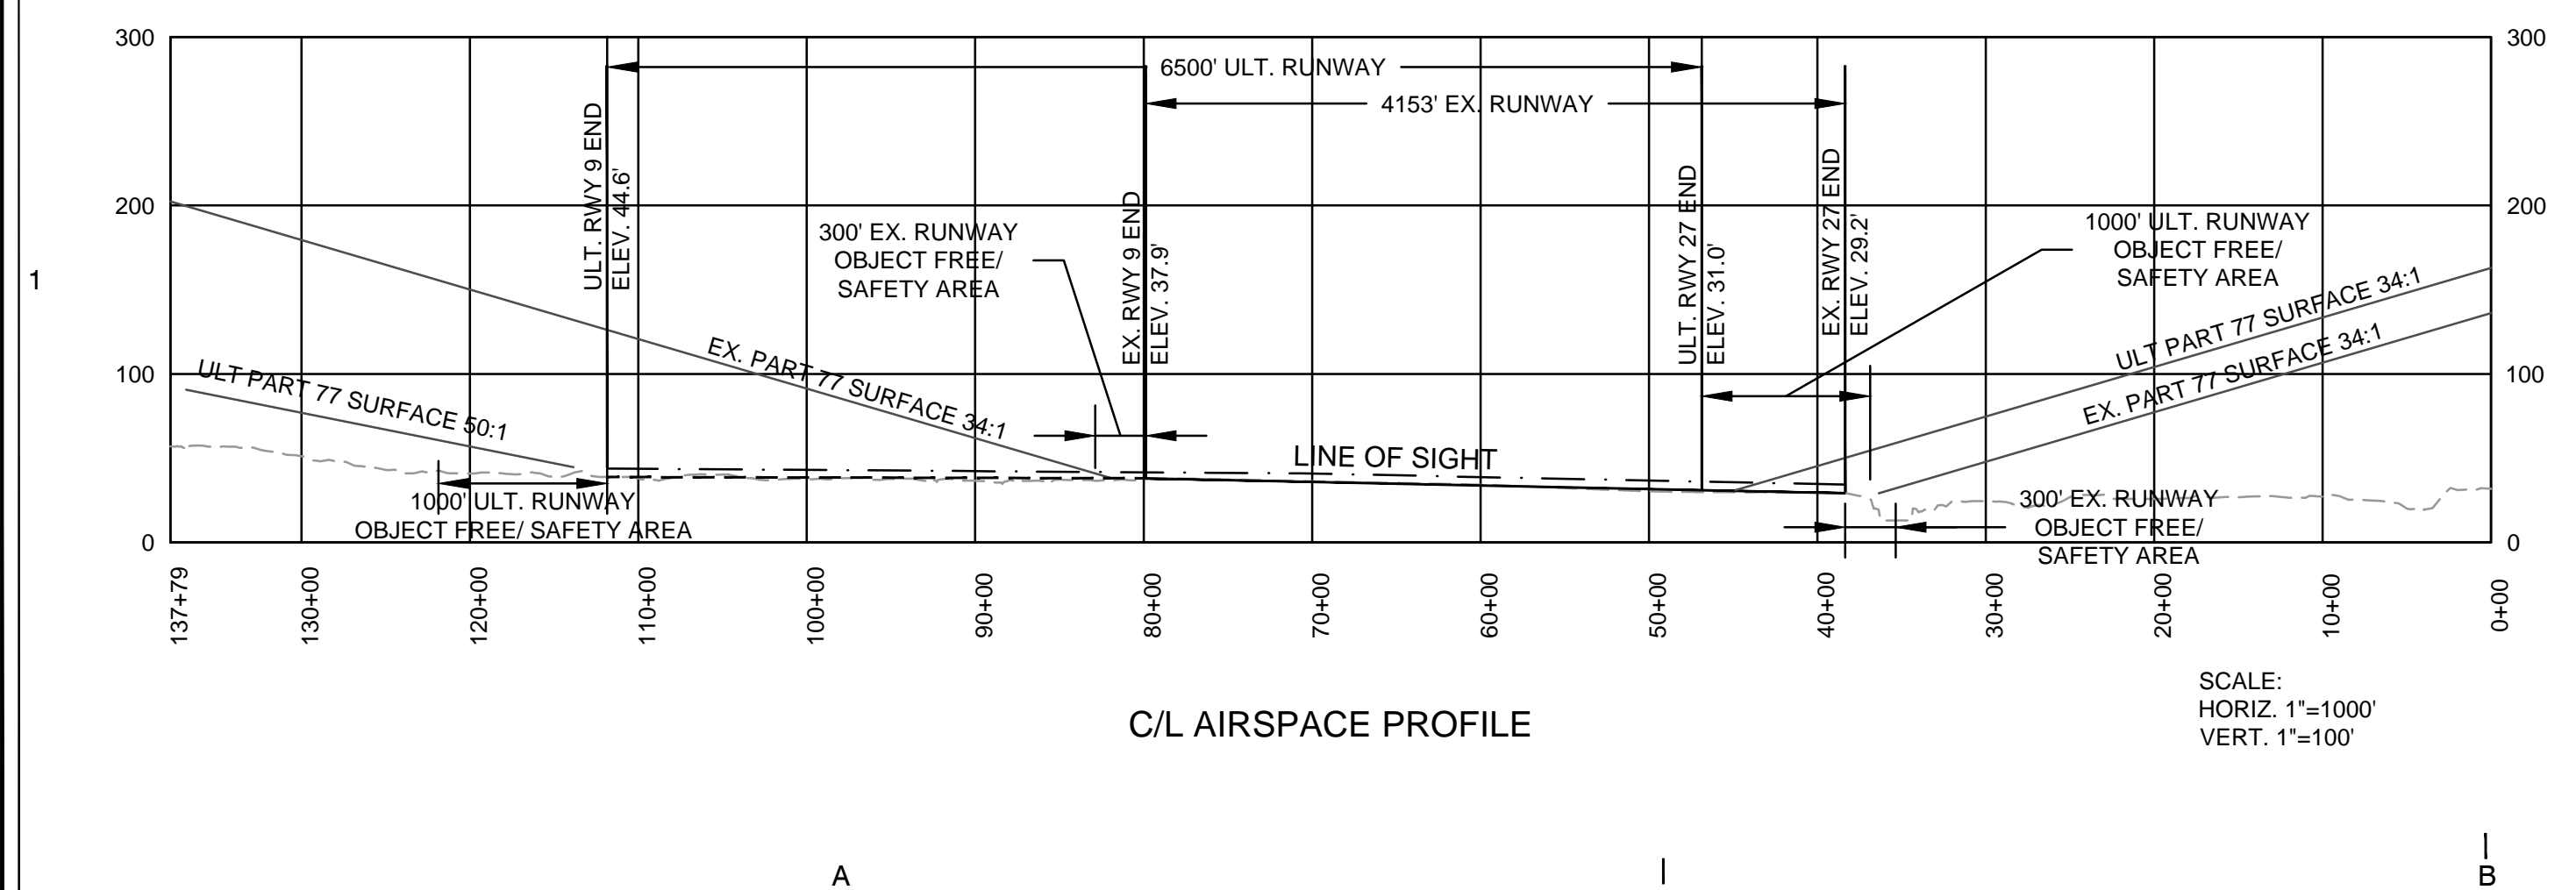 300
300
6500' ULT. RUNWAY
4153' EX. RUNWAY
ULT. RWY 9 END
ELEV. 44.6'
EX. RWY 9 END
ELEV. 37.9'
ULT. RWY 27 END
ELEV. 31.0'
EX. RWY 27 END
ELEV. 29.2'
200
200
300' EX. RUNWAY
OBJECT FREE/
SAFETY AREA
1000' ULT. RUNWAY
OBJECT FREE/
SAFETY AREA
1
ULT PART 77 SURFACE 34:1
EX. PART 77 SURFACE 34:1
EX. PART 77 SURFACE 34:1
ULT PART 77 SURFACE 50:1
100
100
LINE OF SIGHT
1000' ULT. RUNWAY
OBJECT FREE/ SAFETY AREA
300' EX. RUNWAY
OBJECT FREE/
SAFETY AREA
0
0
137+79
130+00
120+00
110+00
100+00
90+00
80+00
70+00
60+00
50+00
40+00
30+00
20+00
10+00
0+00
C/L AIRSPACE PROFILE
SCALE:
HORIZ. 1"=1000'
VERT. 1"=100'
A
B